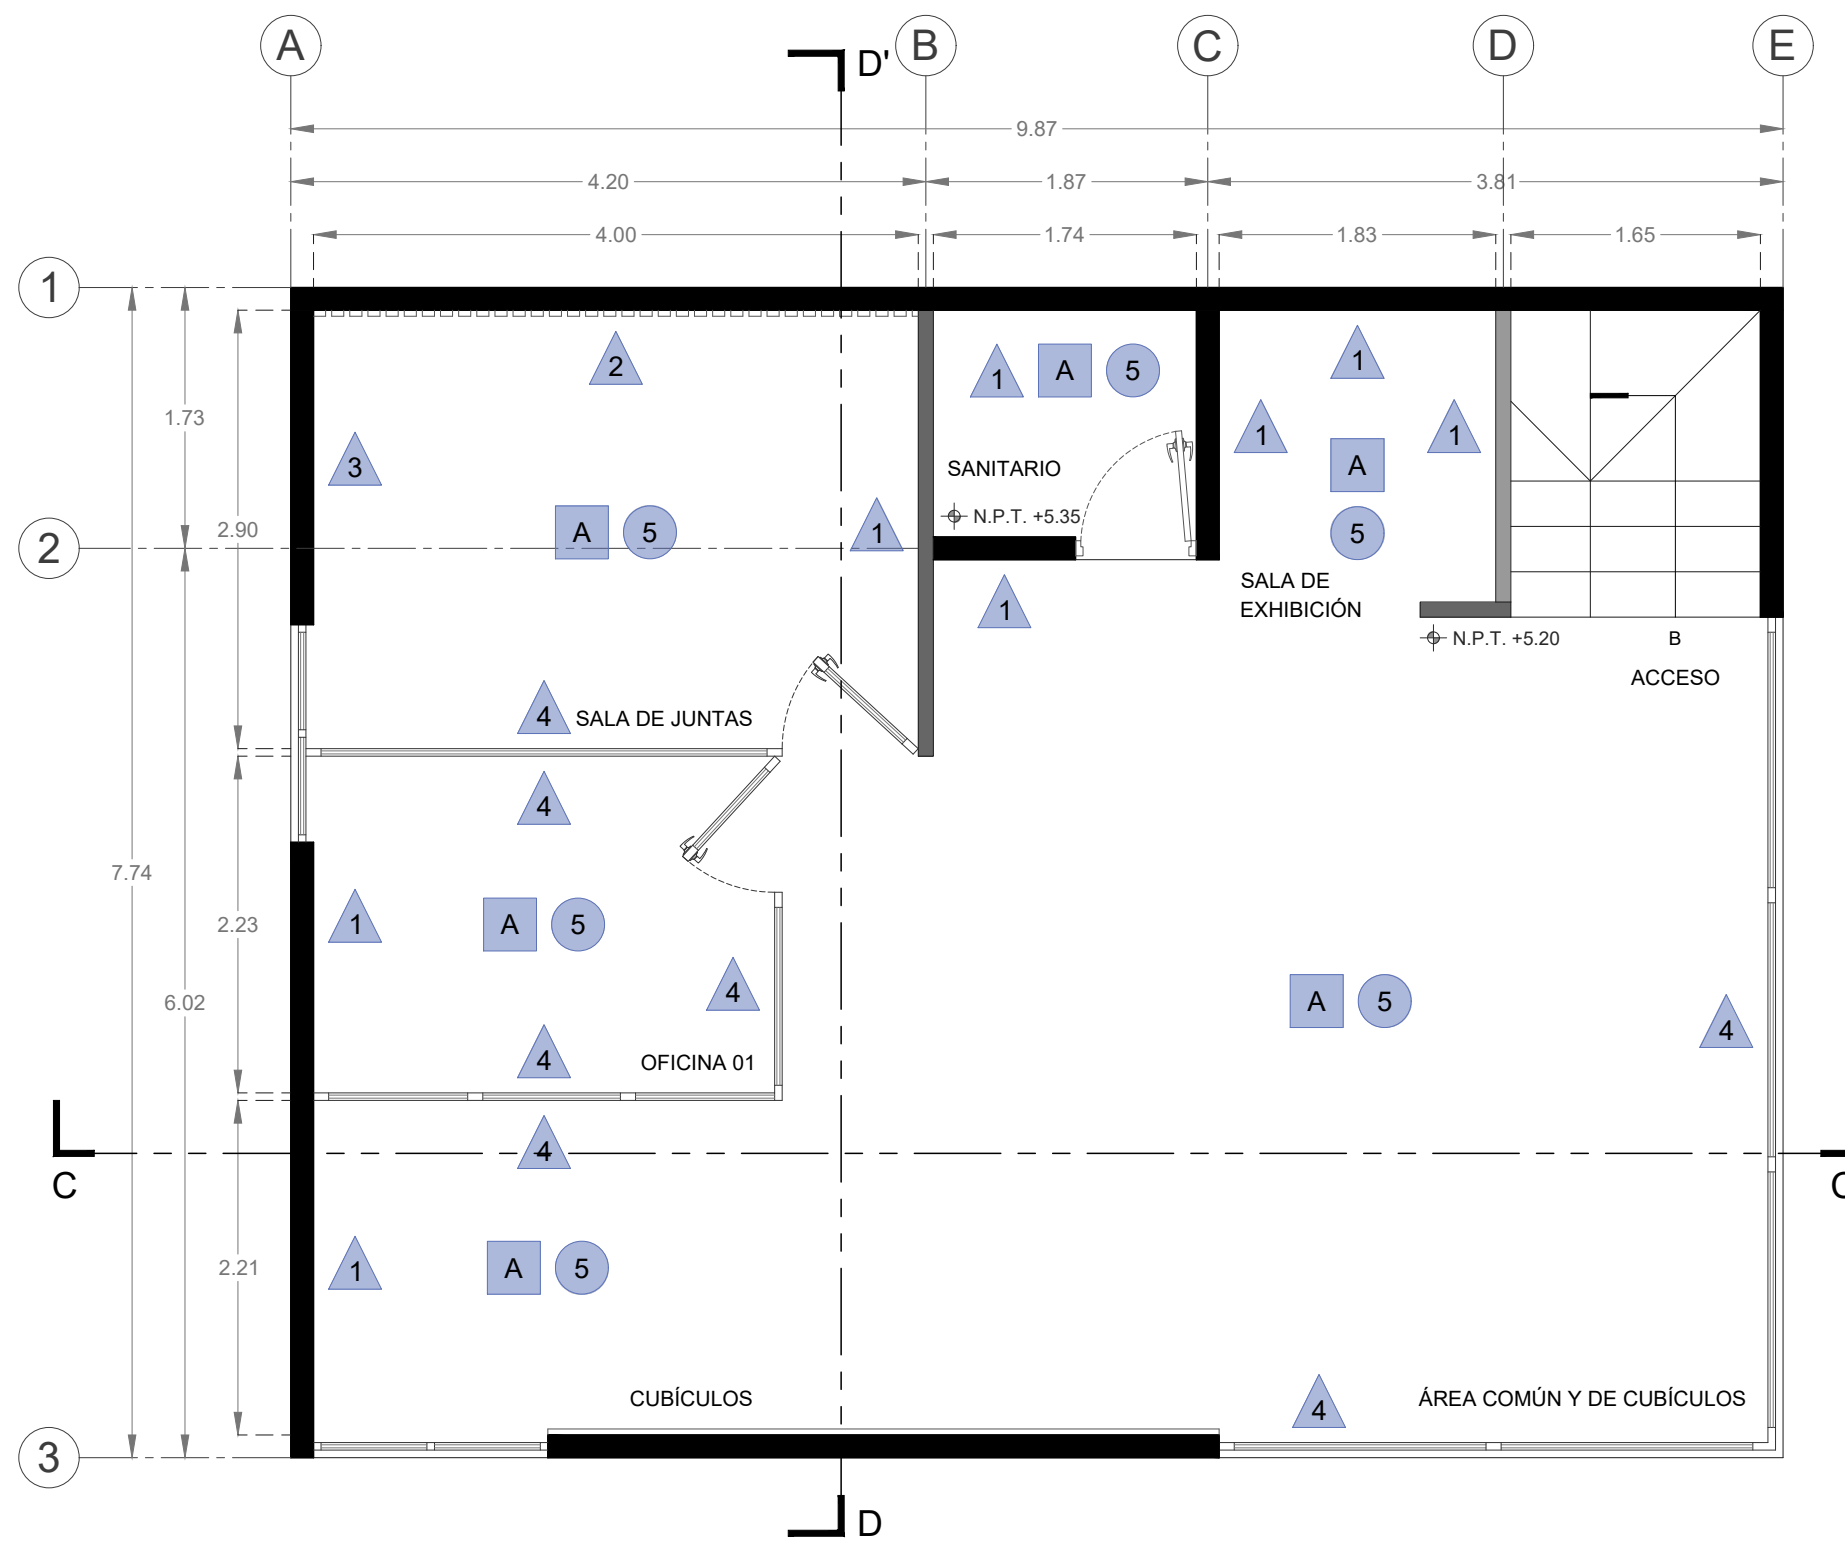 A B C D E
D'
9.87
4.20 1.87 3.81
4.00 1.74 1.83 1.65
1
2 1 A 5 1
1.73
3 1 1
A
SANITARIO
2.90
N.P.T. +5.35
A 5 1 5
2
SALA DE
EXHIBICIÓN
1
N.P.T. +5.20 B
ACCESO
4 SALA DE JUNTAS
4
7.74
2.23
1 A 5
4
6.02
A 5
4
4 OFICINA 01
4
C C
2.21
1 A 5
CUBÍCULOS
4 ÁREA COMÚN Y DE CUBÍCULOS
3
D